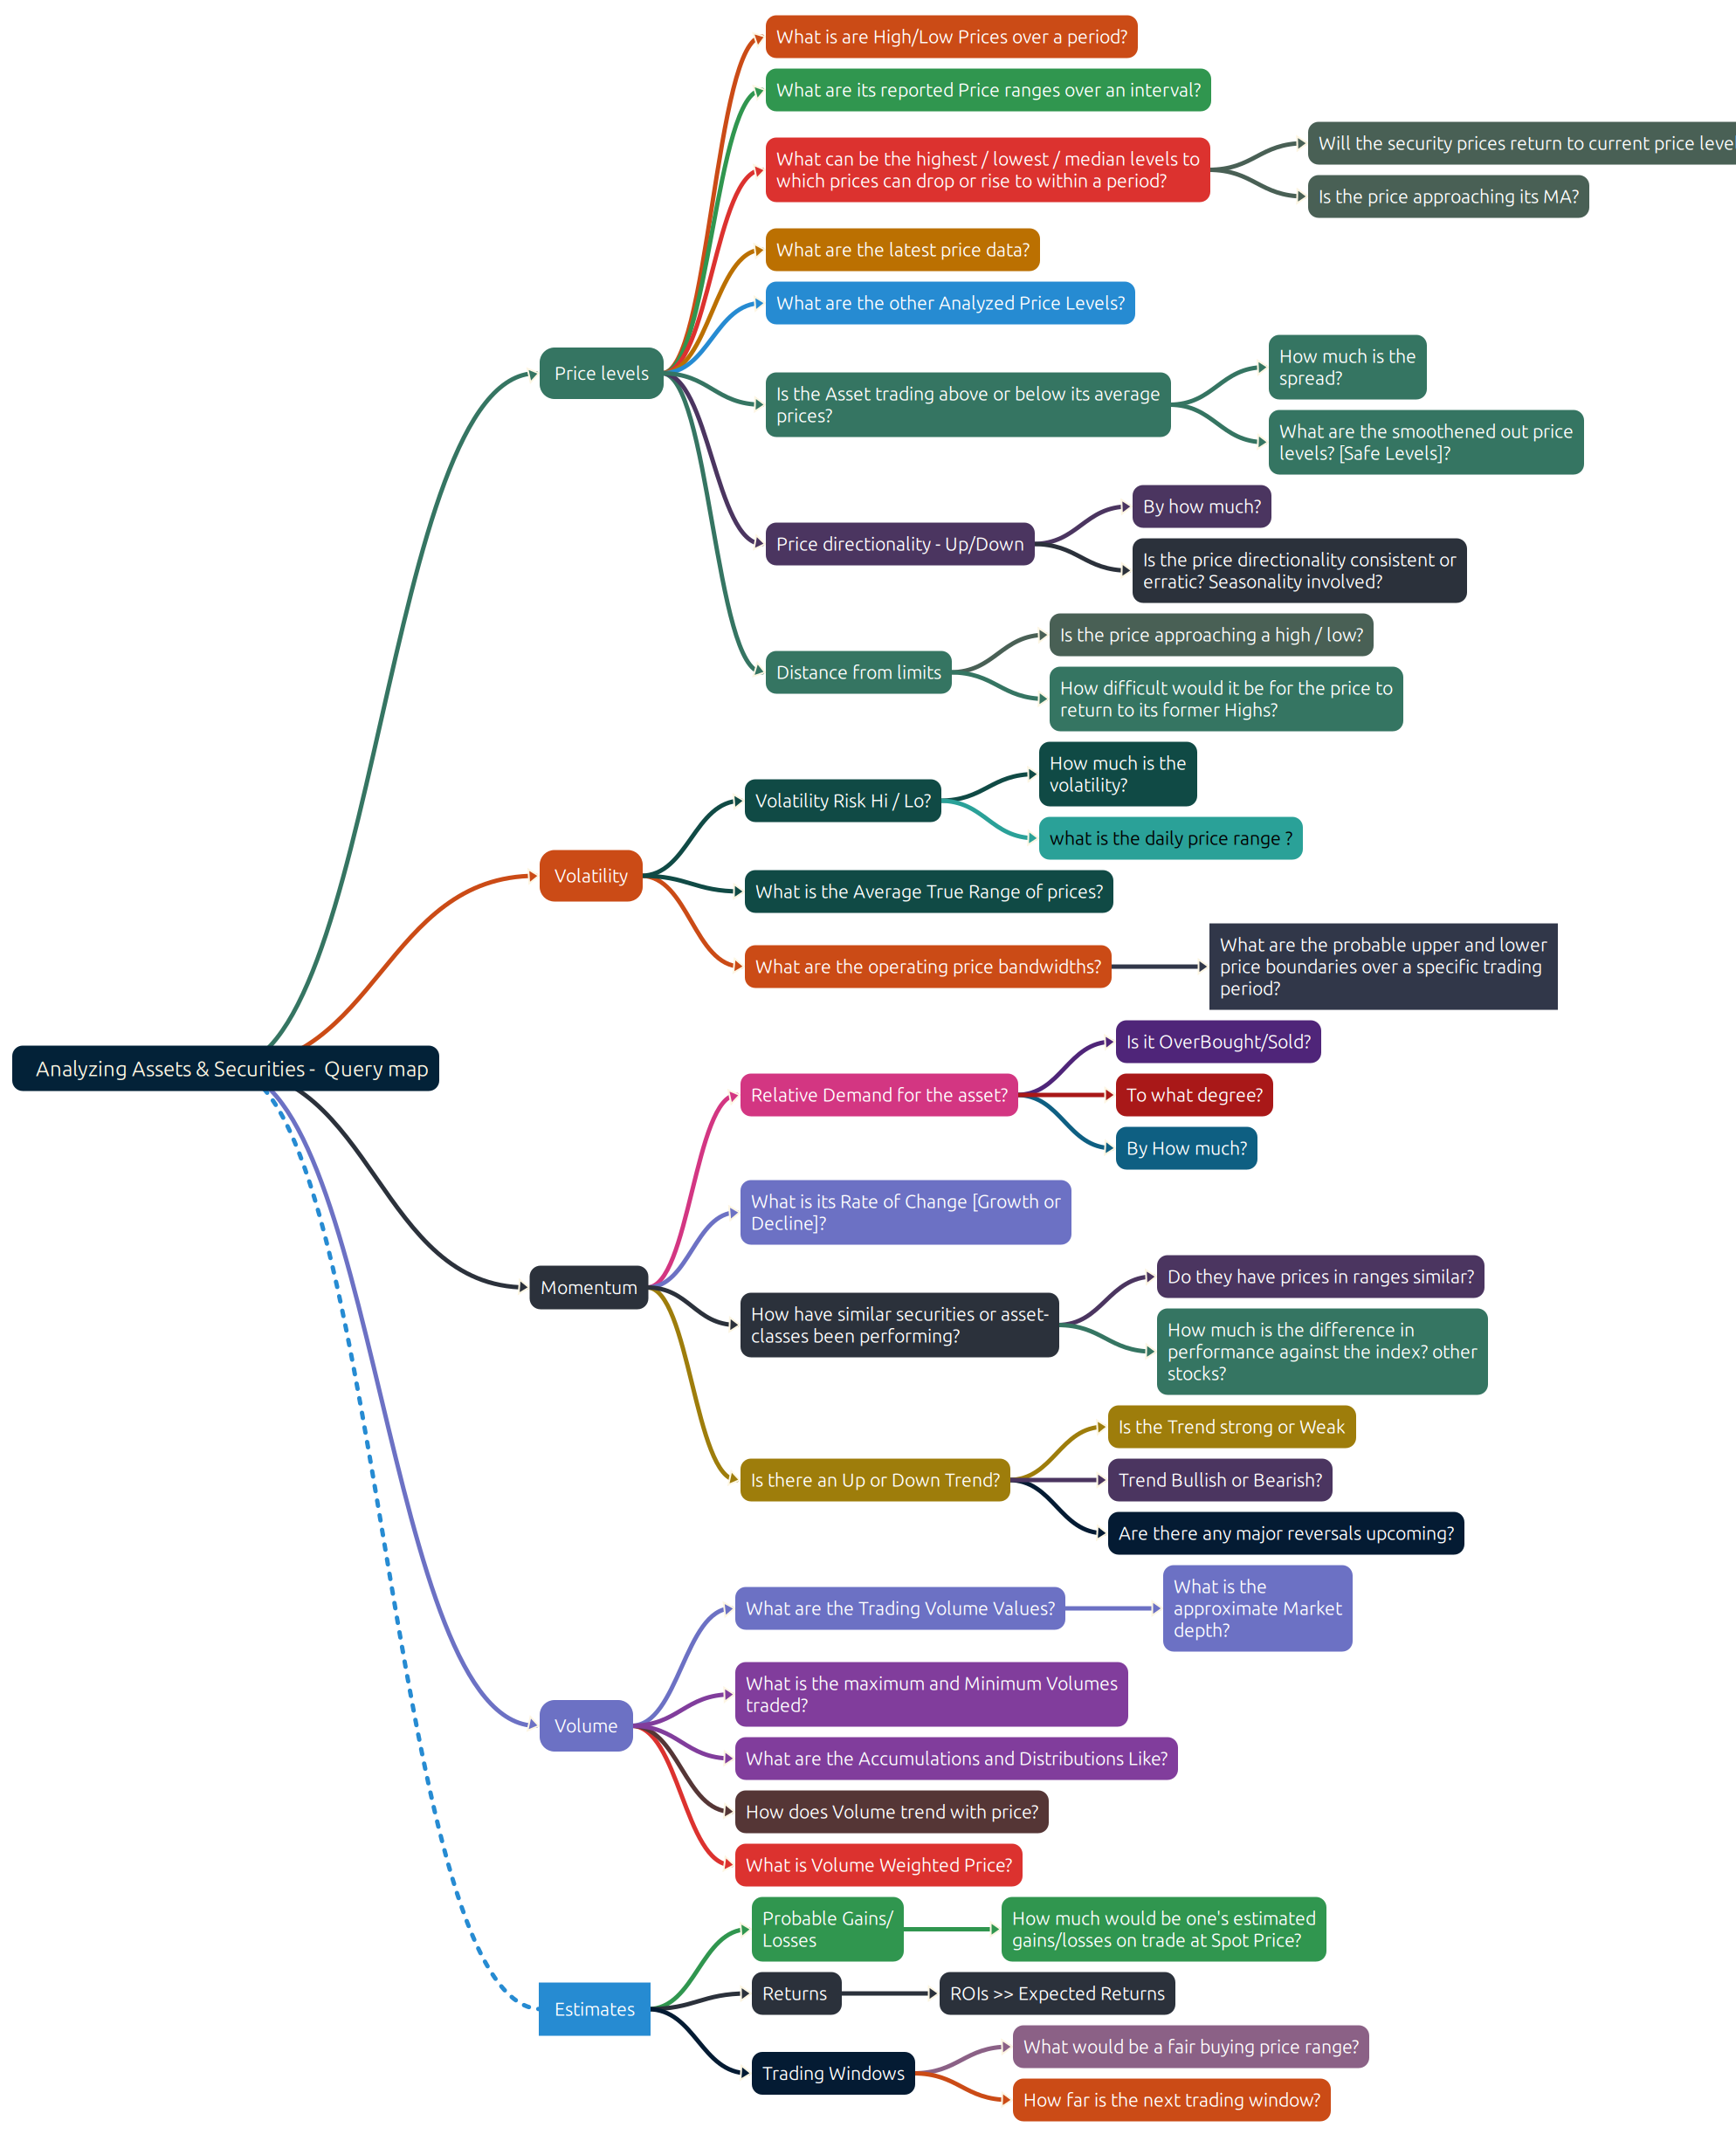 What is are High/Low Prices over a period?
What are its reported Price ranges over an interval?
What can be the highest / lowest / median levels to
which prices can drop or rise to within a period?
Will the security prices return to current price
Is the price approaching its MA?
What are the latest price data?
What are the other Analyzed Price Levels?
Price levels
Is the Asset trading above or below its average
prices?
How much is the
spread?
What are the smoothened out price
levels? [Safe Levels]?
Price directionality - Up/Down
By how much?
Is the price directionality consistent or
erratic? Seasonality involved?
Distance from limits
Is the price approaching a high / low?
How difficult would it be for the price to
return to its former Highs?
Volatility
Volatility Risk Hi / Lo?
How much is the
volatility?
what is the daily price range ?
What is the Average True Range of prices?
What are the operating price bandwidths?
What are the probable upper and lower
price boundaries over a specific trading
period?
Analyzing Assets & Securities - Query map
Momentum
Relative Demand for the asset?
Is it OverBought/Sold?
To what degree?
By How much?
What is its Rate of Change [Growth or
Decline]?
How have similar securities or asset-
classes been performing?
Do they have prices in ranges similar?
How much is the difference in
performance against the index? other
stocks?
Is there an Up or Down Trend?
Is the Trend strong or Weak
Trend Bullish or Bearish?
Are there any major reversals upcoming?
Volume
What are the Trading Volume Values?
What is the
approximate Market
depth?
What is the maximum and Minimum Volumes
traded?
What are the Accumulations and Distributions Like?
How does Volume trend with price?
What is Volume Weighted Price?
Estimates
Probable Gains/
Losses
How much would be one's estimated
gains/losses on trade at Spot Price?
Returns
ROIs >> Expected Returns
Trading Windows
What would be a fair buying price range?
How far is the next trading window?